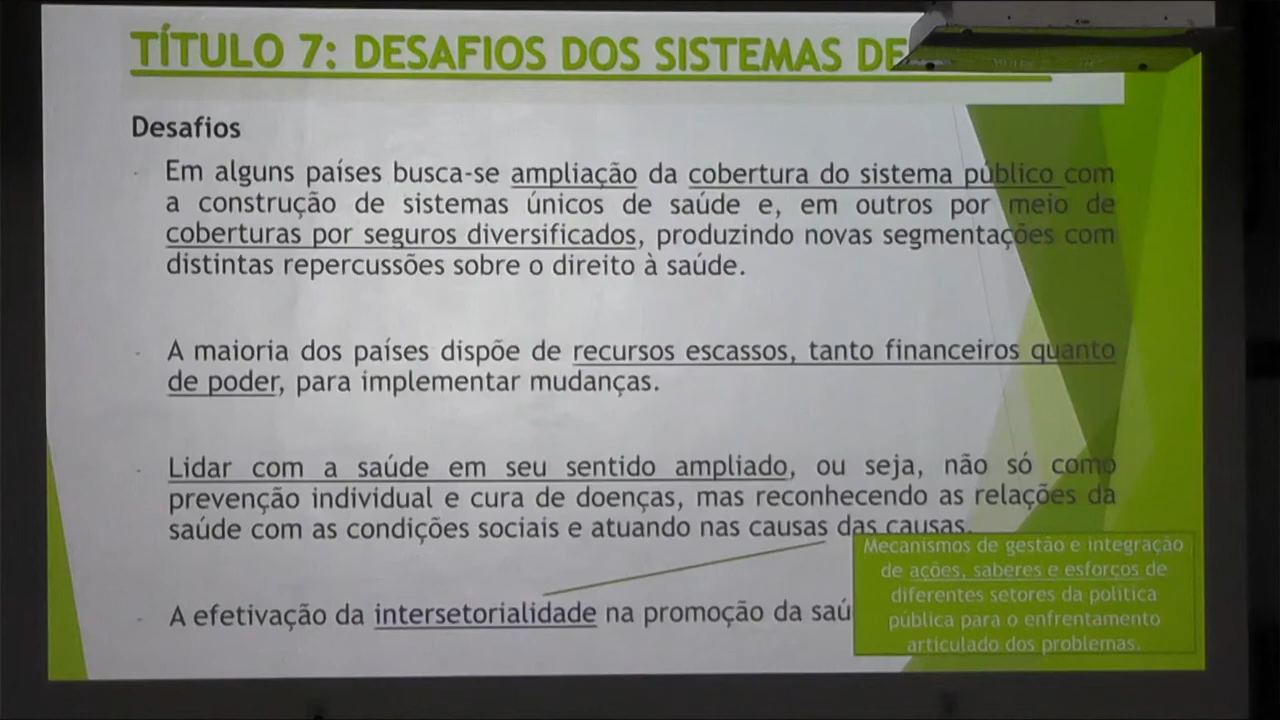 TÍTULO 7: DESAFIOS DOS SISTEMAS DE
Desafios
- Em alguns países busca-se ampliação da cobertura do sistema público com
a construção de sistemas únicos de saúde e, em outros por meio de
coberturas por seguros diversificados, produzindo novas segmentações com
distintas repercussões sobre o direito à saúde.
- A maioria dos países dispõe de recursos escassos, tanto financeiros quanto
de poder, para implementar mudanças.
- Lidar com a saúde em seu sentido ampliado, ou seja, não só como
prevenção individual e cura de doenças, mas reconhecendo as relações da
saúde com as condições sociais e atuando nas causas das causas.
- A efetivação da intersetorialidade na promoção da saú
Mecanismos de gestão e integração
de ações, saberes e esforços de
diferentes setores da política
pública para o enfrentamento
articulado dos problemas.